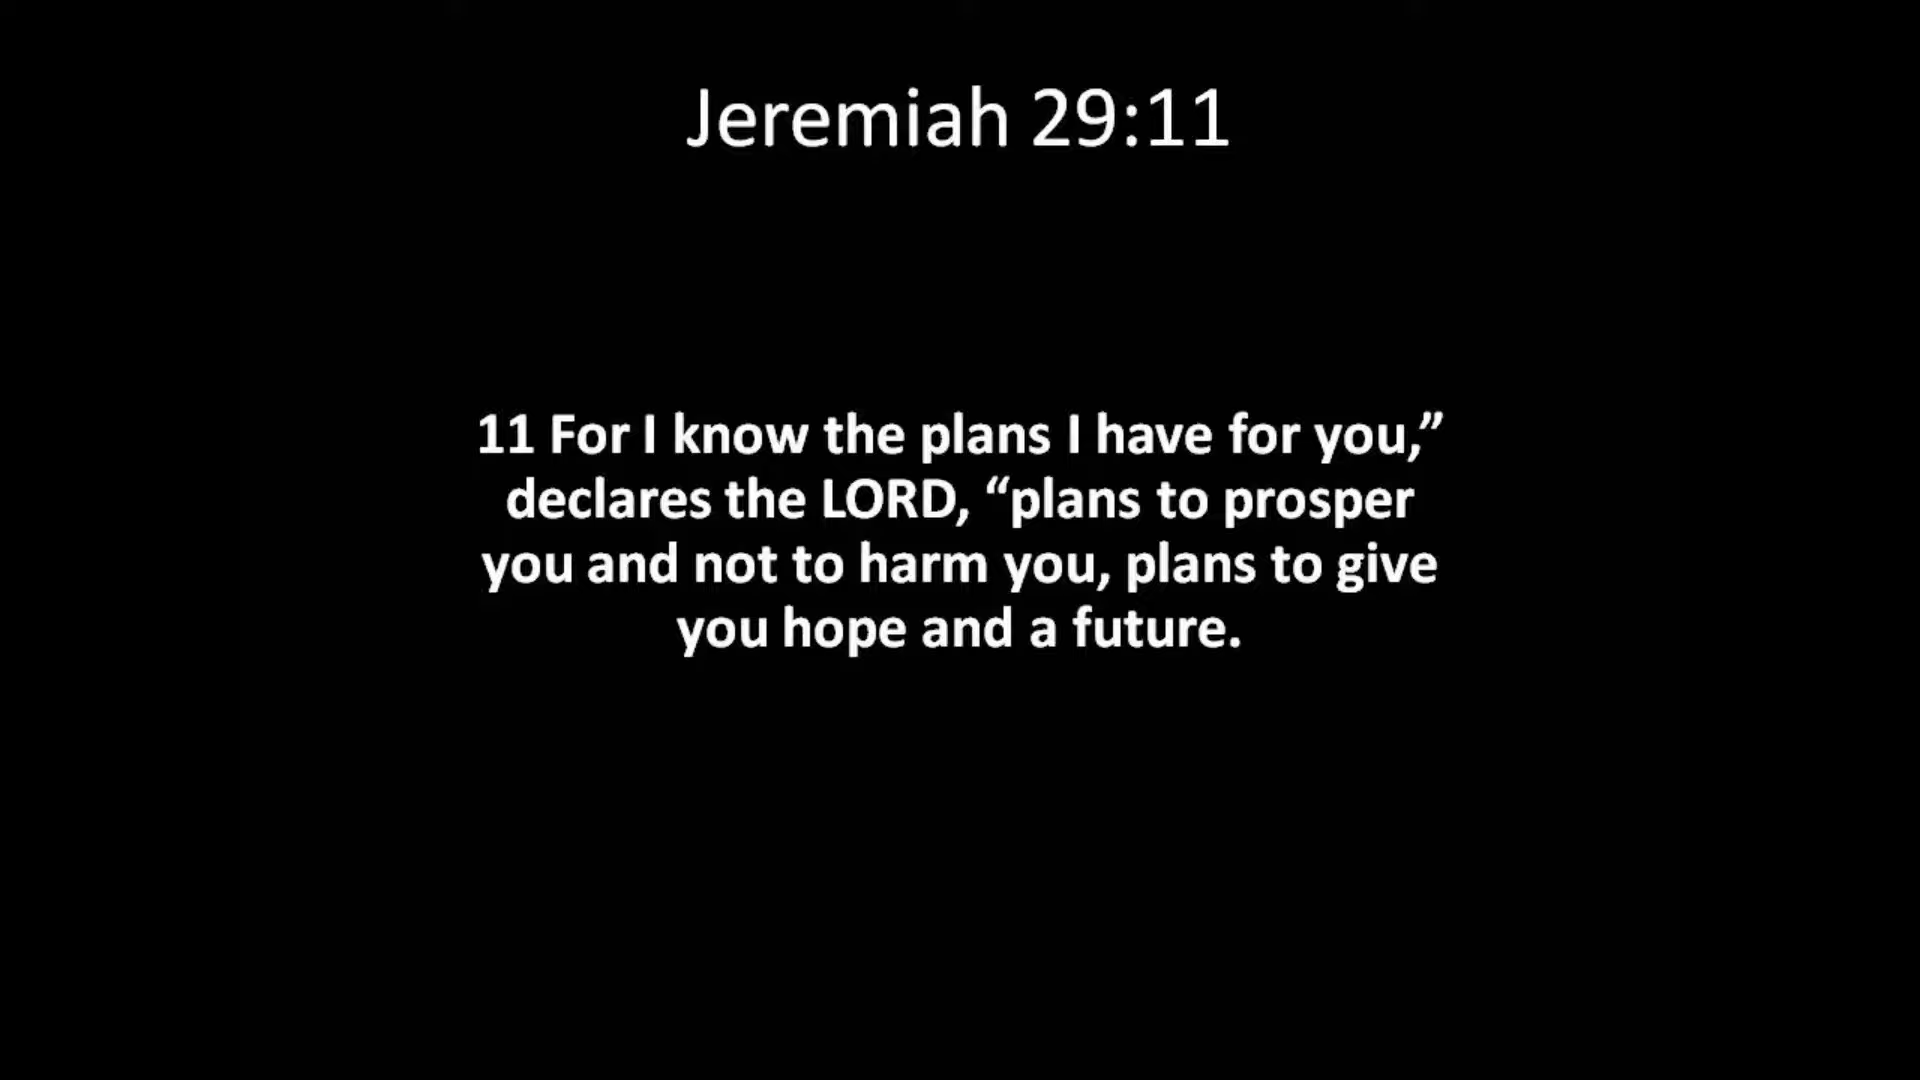 Jeremiah 29:11
11 For I know the plans I have for you,”
declares the LORD, “plans to prosper
you and not to harm you, plans to give
you hope and a future.